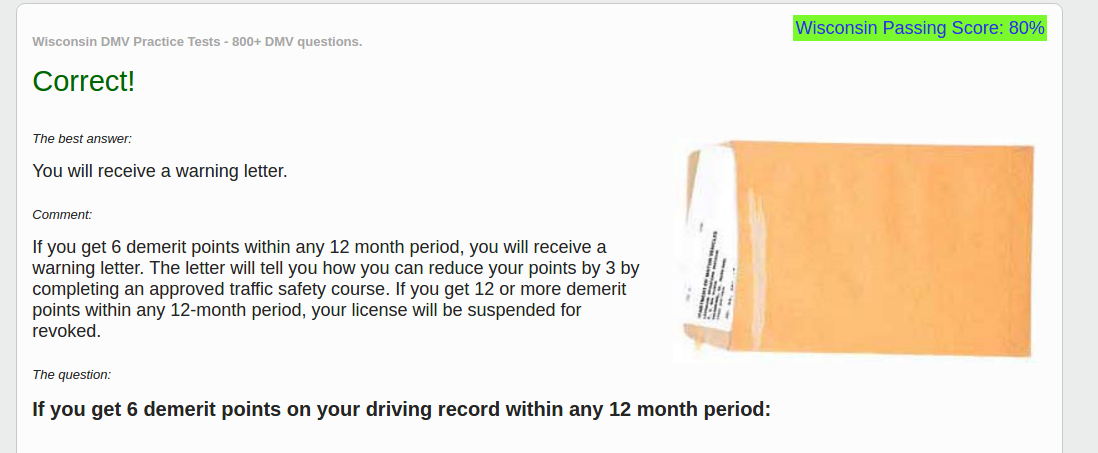 Wisconsin Passing Score: 80%
Wisconsin DMV Practice Tests - 800+ DMV questions.
Correct!
The best answer:
You will receive a warning letter.
Comment:
If you get 6 demerit points within any 12 month period, you will receive a
warning letter. The letter will tell you how you can reduce your points by 3 by
completing an approved traffic safety course. If you get 12 or more demerit
points within any 12-month period, your license will be suspended for
revoked.
The question:
If you get 6 demerit points on your driving record within any 12 month period: